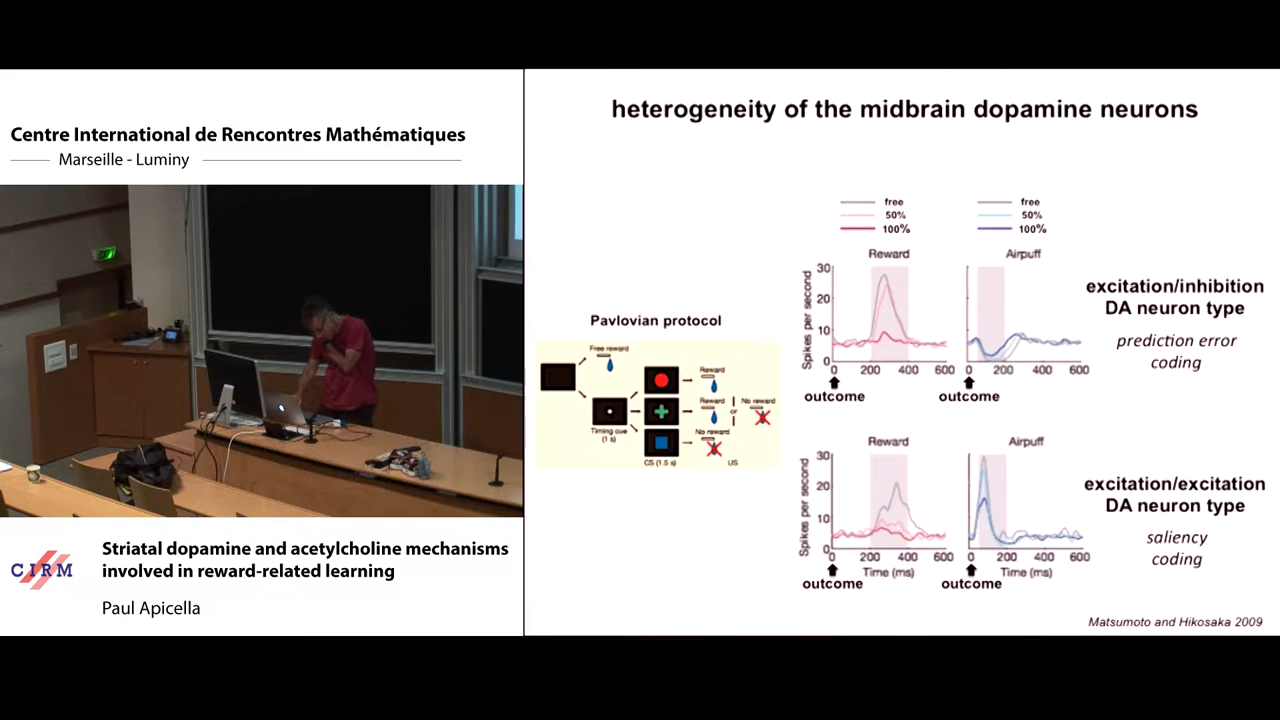 Centre International de Rencontres Mathématiques
Marseille - Luminy
CIRM
Striatal dopamine and acetylcholine mechanisms
involved in reward-related learning
Paul Apicella
heterogeneity of the midbrain dopamine neurons
Pavlovian protocol
Free reward
Timing cue
(1 s)
Reward
Reward
or
No reward
No reward
CS (1.5 s)
US
free
50%
100%
free
50%
100%
Reward
Airpuff
Spikes per second
30
20
10
0
0 200 400 600
0 200 400 600
outcome
outcome
excitation/inhibition
DA neuron type
prediction error
coding
Reward
Airpuff
Spikes per second
30
20
10
0
0 200 400 600
0 200 400 600
Time (ms)
Time (ms)
outcome
outcome
excitation/excitation
DA neuron type
saliency
coding
Matsumoto and Hikosaka 2009